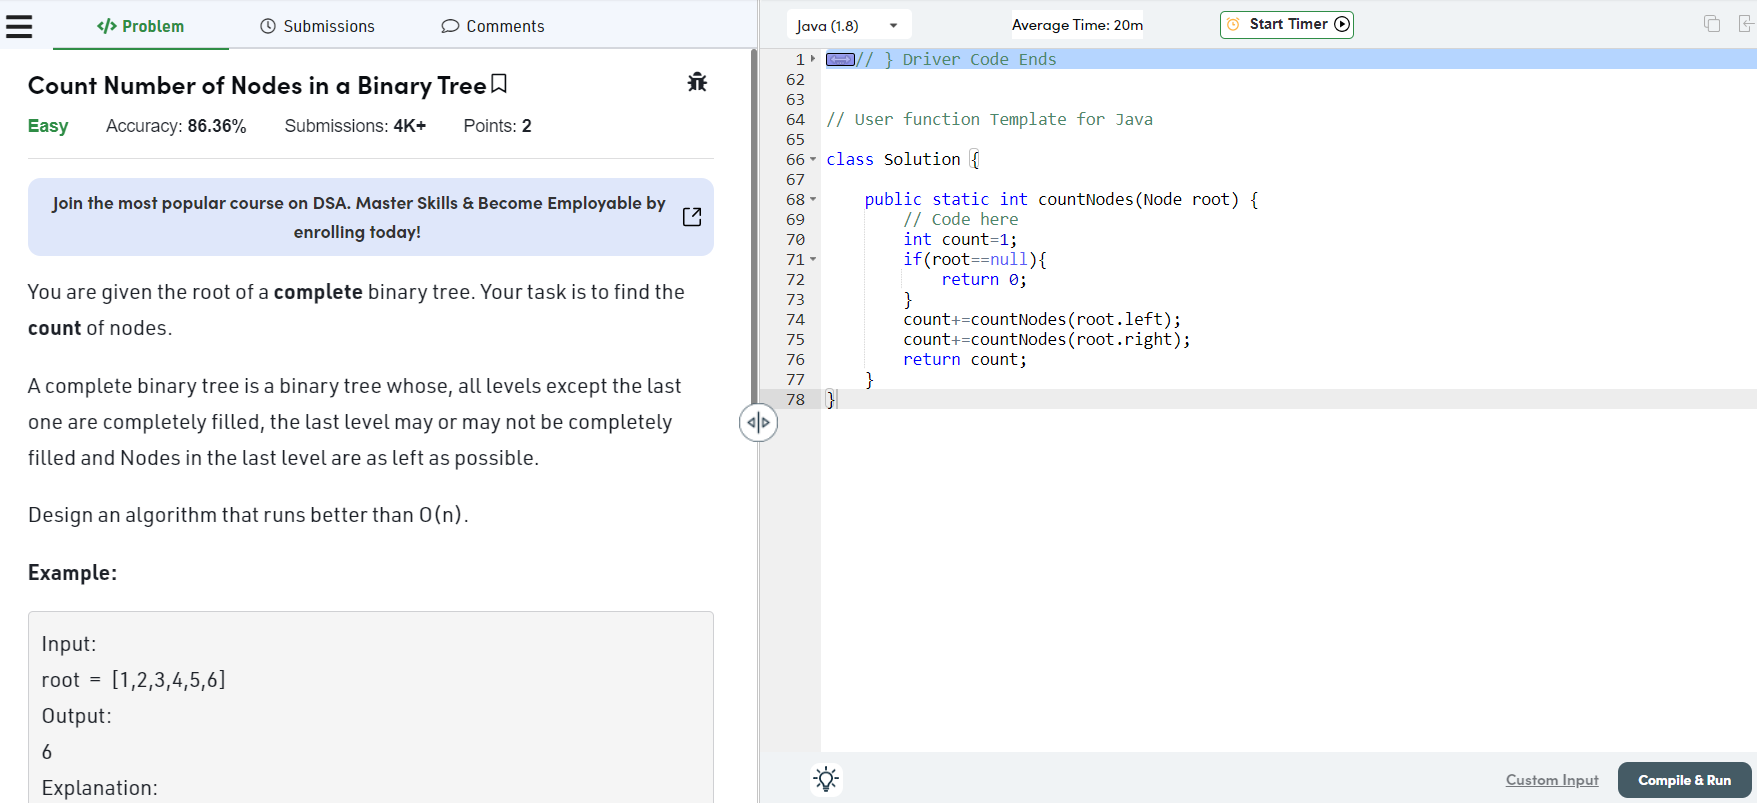 </> Problem
Submissions
Comments
Count Number of Nodes in a Binary Tree
Easy Accuracy: 86.36% Submissions: 4K+ Points: 2
Join the most popular course on DSA. Master Skills & Become Employable by
enrolling today!
You are given the root of a complete binary tree. Your task is to find the
count of nodes.
A complete binary tree is a binary tree whose, all levels except the last
one are completely filled, the last level may or may not be completely
filled and Nodes in the last level are as left as possible.
Design an algorithm that runs better than O(n).
Example:
Input:
root = [1,2,3,4,5,6]
Output:
6
Explanation:
Java (1.8)
Average Time: 20m
Start Timer
1 // } Driver Code Ends
62
63
64 // User function Template for Java
65
66 class Solution {
67
68 public static int countNodes(Node root) {
69 // Code here
70 int count=1;
71 if(root==null){
72 return 0;
73 }
74 count+=countNodes(root.left);
75 count+=countNodes(root.right);
76 return count;
77 }
78 }
Custom Input
Compile & Run